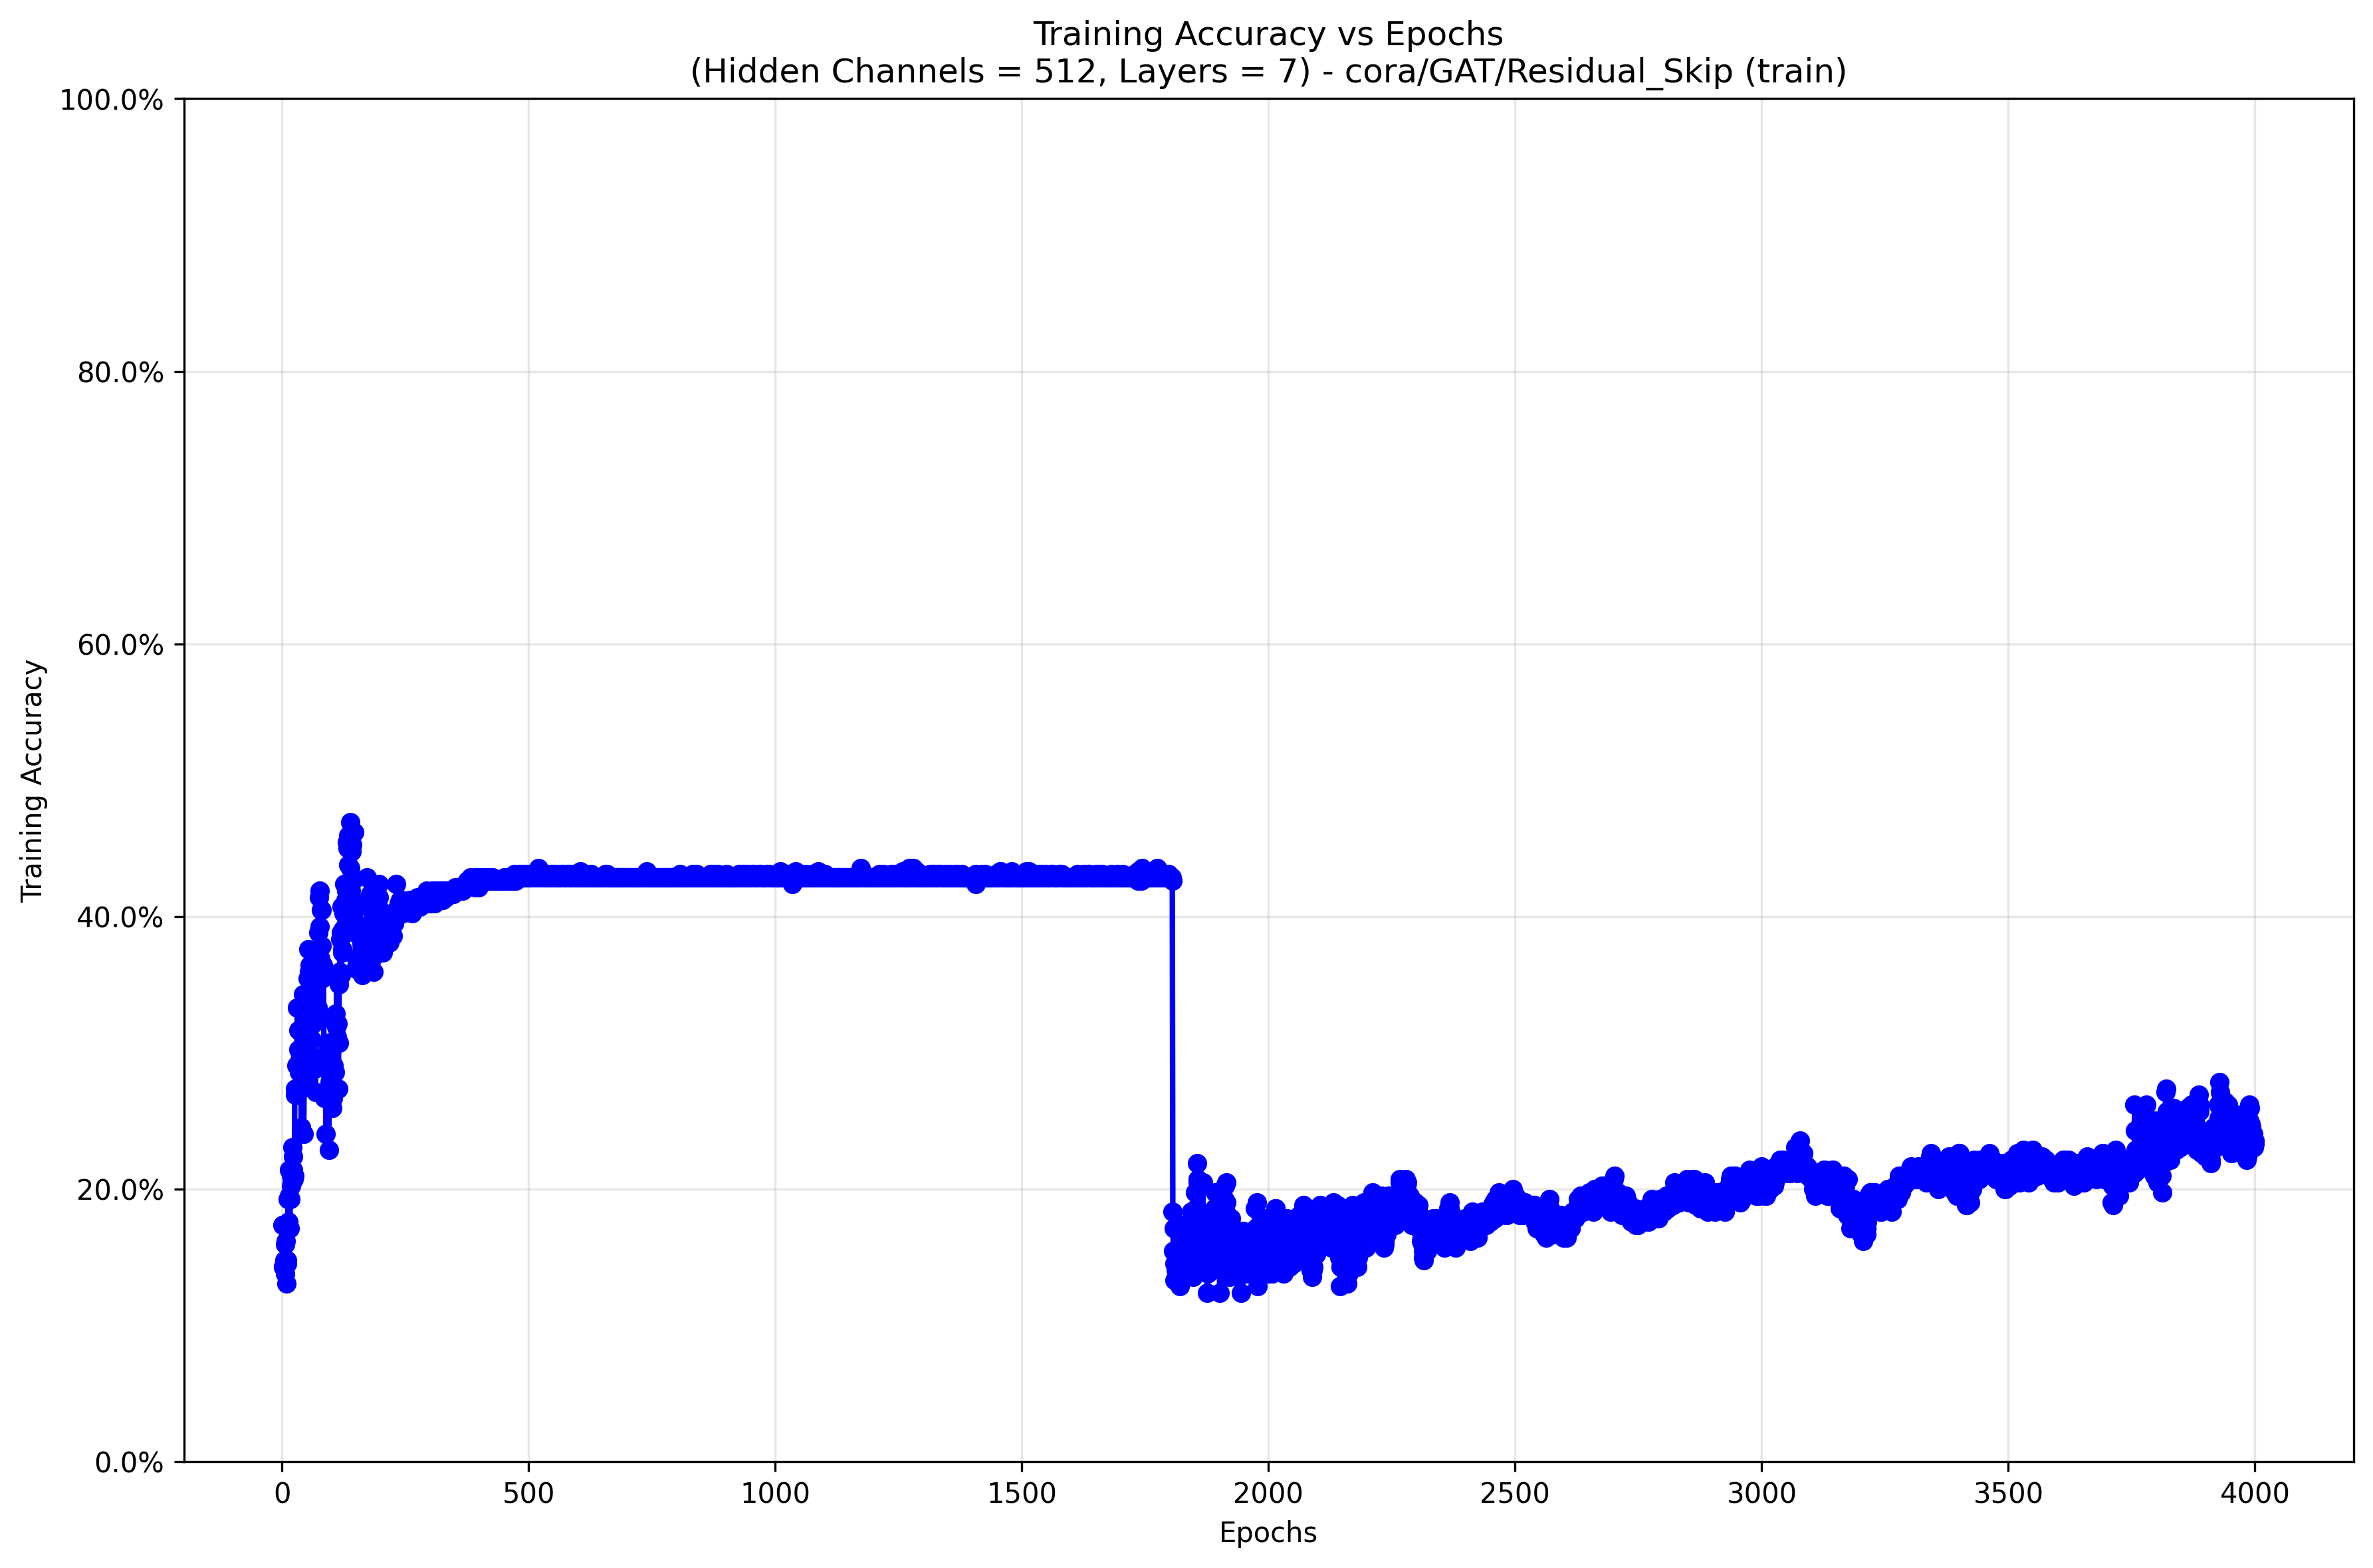 Training Accuracy vs Epochs
(Hidden Channels = 512, Layers = 7) - cora/GAT/Residual_Skip (train)
100.0%
80.0%
60.0%
40.0%
20.0%
0.0%
Training Accuracy
0 500 1000 1500 2000 2500 3000 3500 4000
Epochs